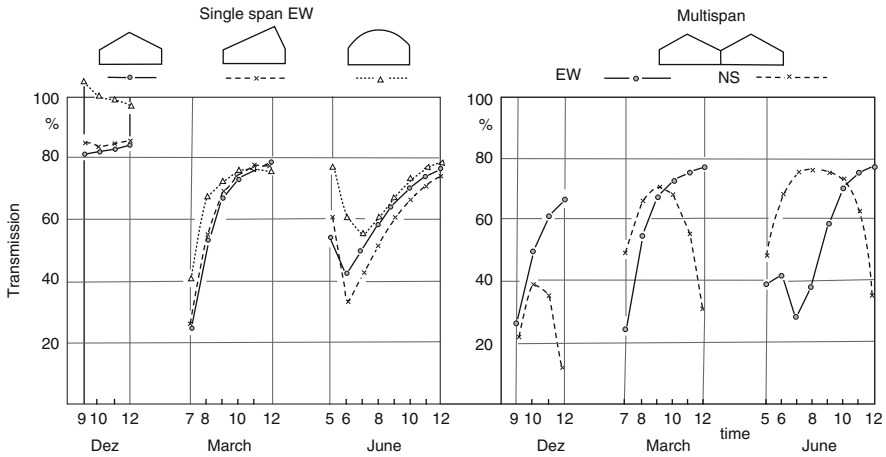 Single span EW
Multispan
EW
NS
100
%
80
60
40
20
Transmission
9 10 12
Dez
7 8 10 12
March
5 6 8 10 12
June
100
%
80
60
40
20
9 10 12
Dez
7 8 10 12
March
time
5 6 8 10 12
June